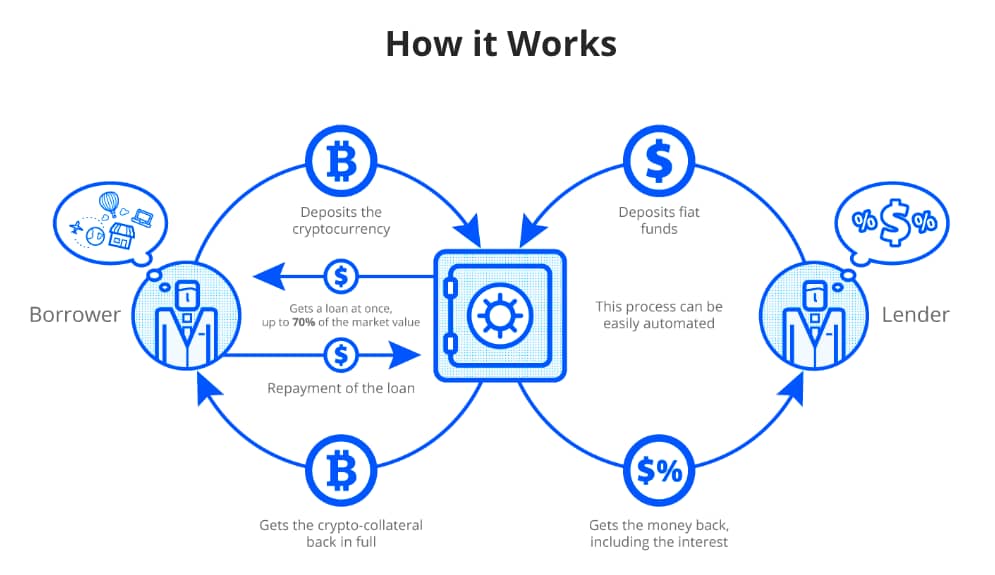 How it Works
Deposits the
cryptocurrency
Deposits fiat
funds
$
$
% $ %
Borrower
$
Gets a loan at once,
up to 70% of the market value
$
Repayment of the loan
This process can be
easily automated
Lender
$%
Gets the crypto-collateral
back in full
Gets the money back,
including the interest